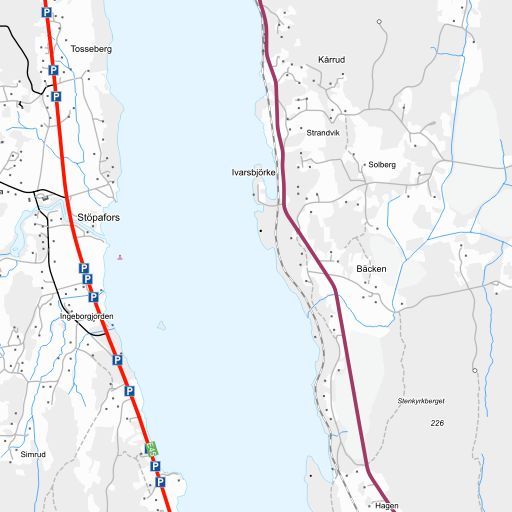 P
Tosseberg
Kårrud
P
P
Strandvik
Solberg
Ivarsbjörke
Stöpafors
P
Bäcken
P
P
Ingeborgjorden
P
P
Stenkyrkberget
226
Simrud
P
P
Hagen